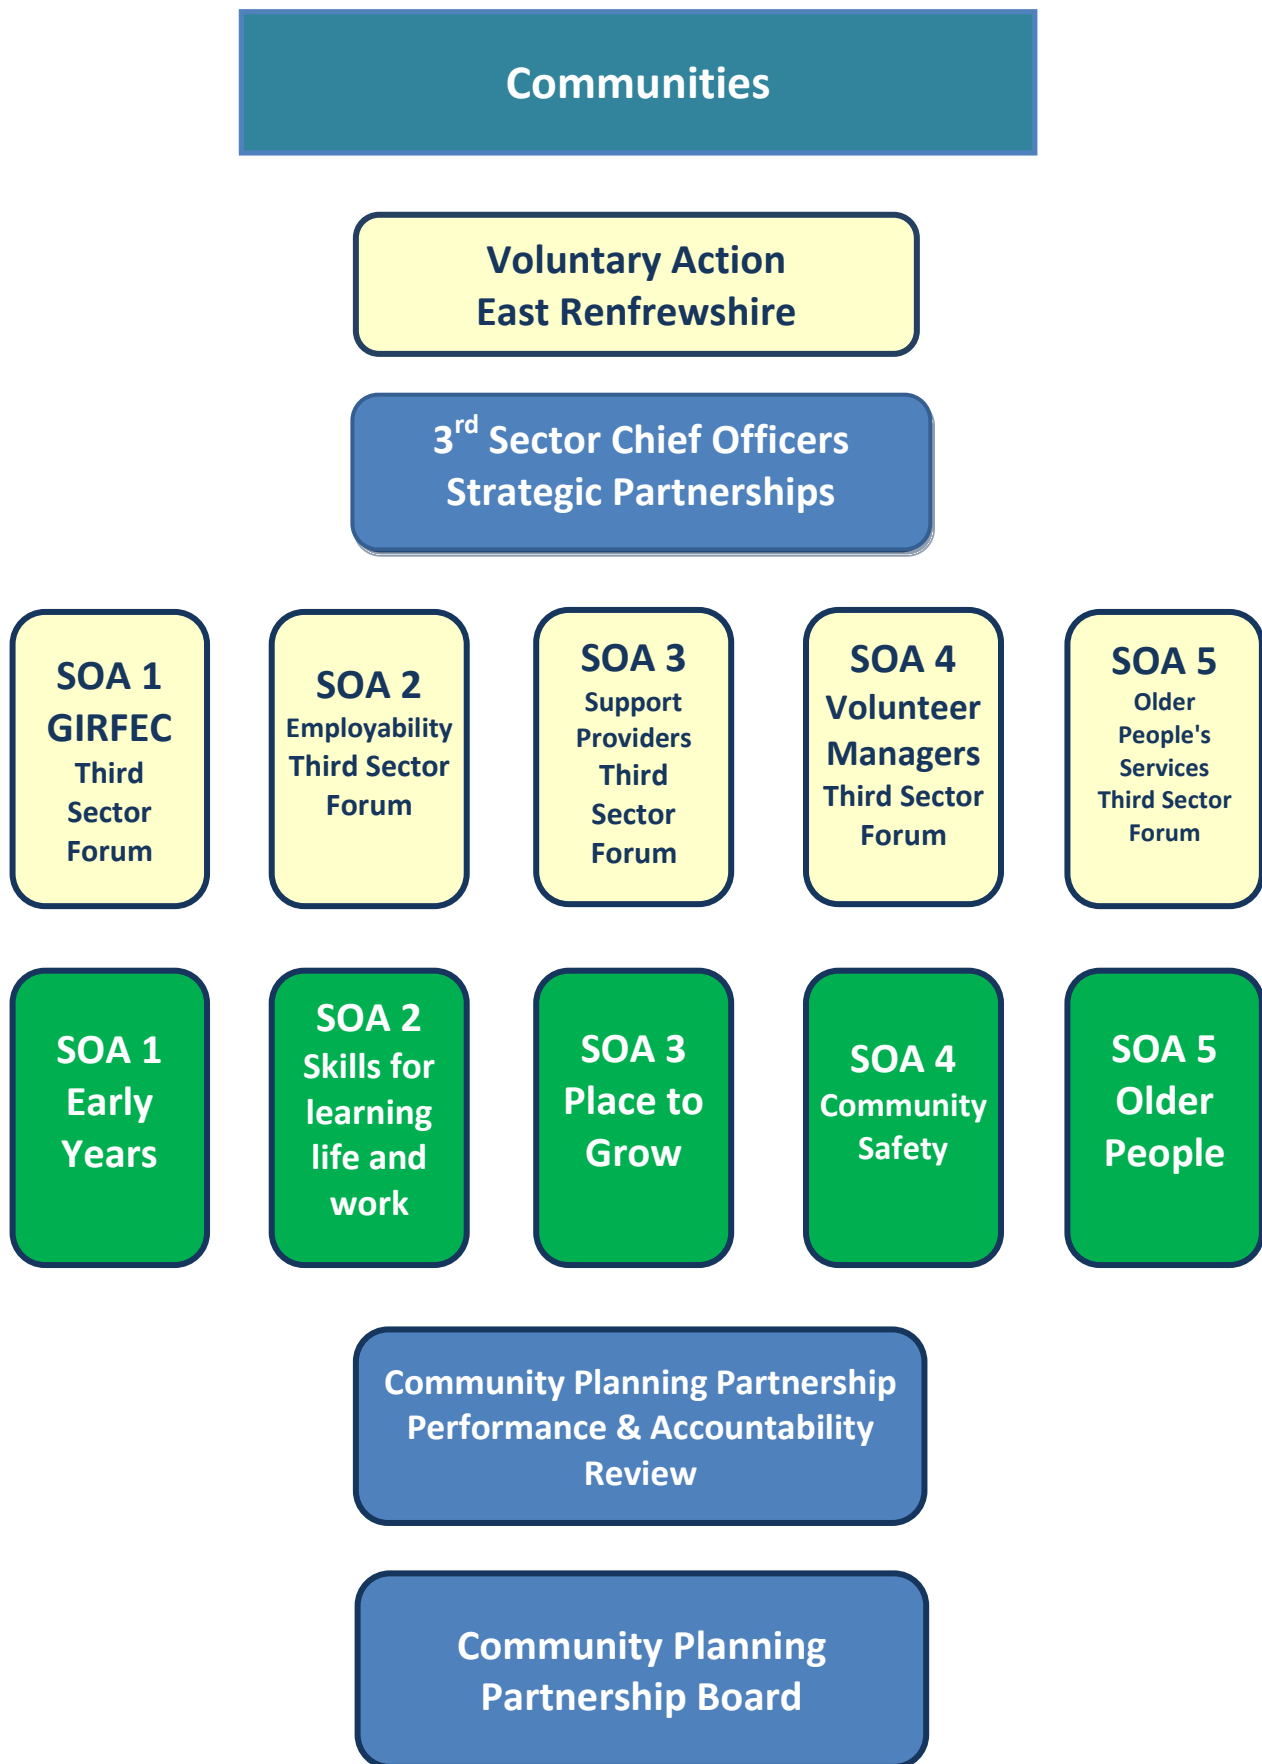 Communities
Voluntary Action
East Renfrewshire
3rd Sector Chief Officers
Strategic Partnerships
SOA 1
GIRFEC
Third
Sector
Forum
SOA 2
Employability
Third Sector
Forum
SOA 3
Support
Providers
Third
Sector
Forum
SOA 4
Volunteer
Managers
Third Sector
Forum
SOA 5
Older
People's
Services
Third Sector
Forum
SOA 1
Early
Years
SOA 2
Skills for
learning
life and
work
SOA 3
Place to
Grow
SOA 4
Community
Safety
SOA 5
Older
People
Community Planning Partnership
Performance & Accountability
Review
Community Planning
Partnership Board